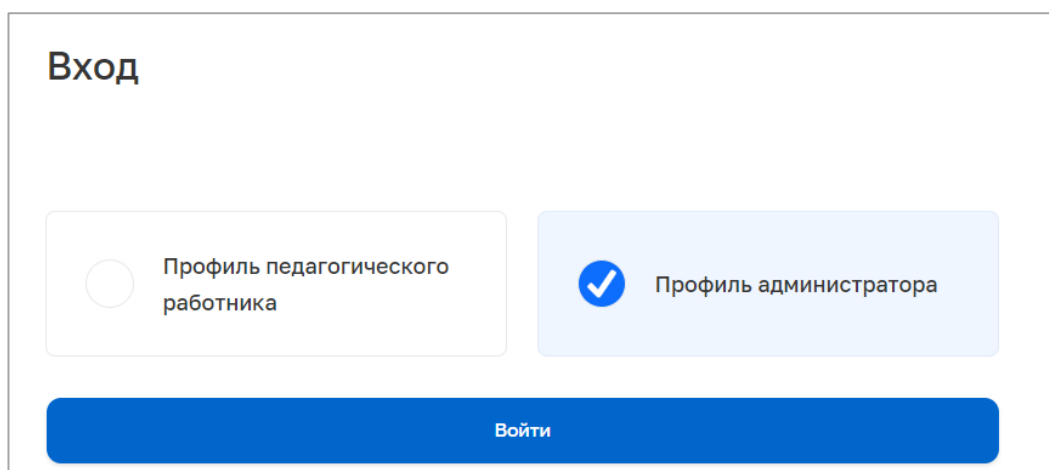 Вход
Профиль педагогического
работника
Профиль администратора
Войти